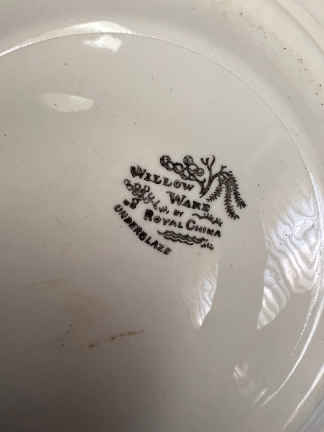 WILLOW
WARE
BY
ROYAL CHINA
UNDERGLAZE